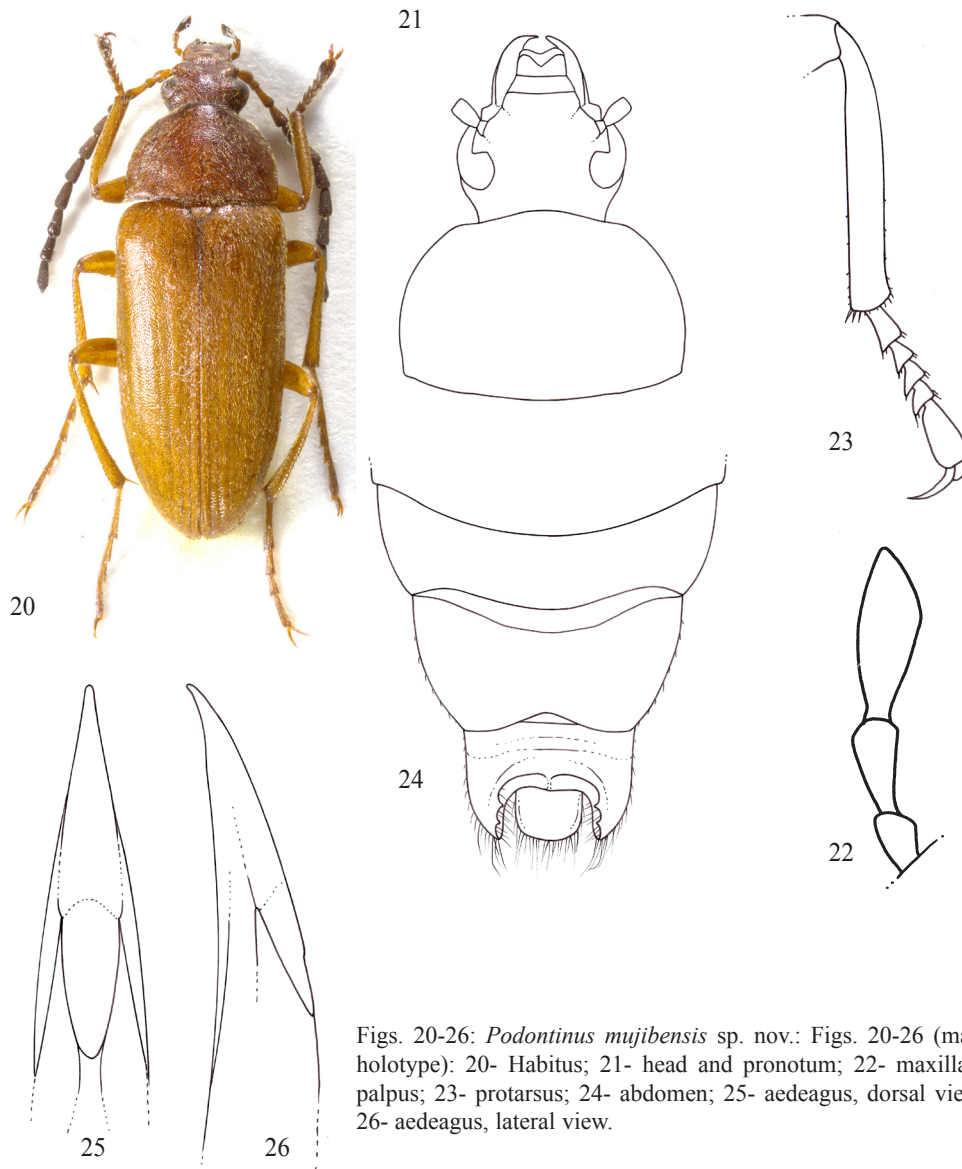 21
23
20
22
24
25
26
Figs. 20-26: Podontinus mujibensis sp. nov.: Figs. 20-26 (ma
holotype): 20- Habitus; 21- head and pronotum; 22- maxilla
palpus; 23- protarsus; 24- abdomen; 25- aedeagus, dorsal vie
26- aedeagus, lateral view.